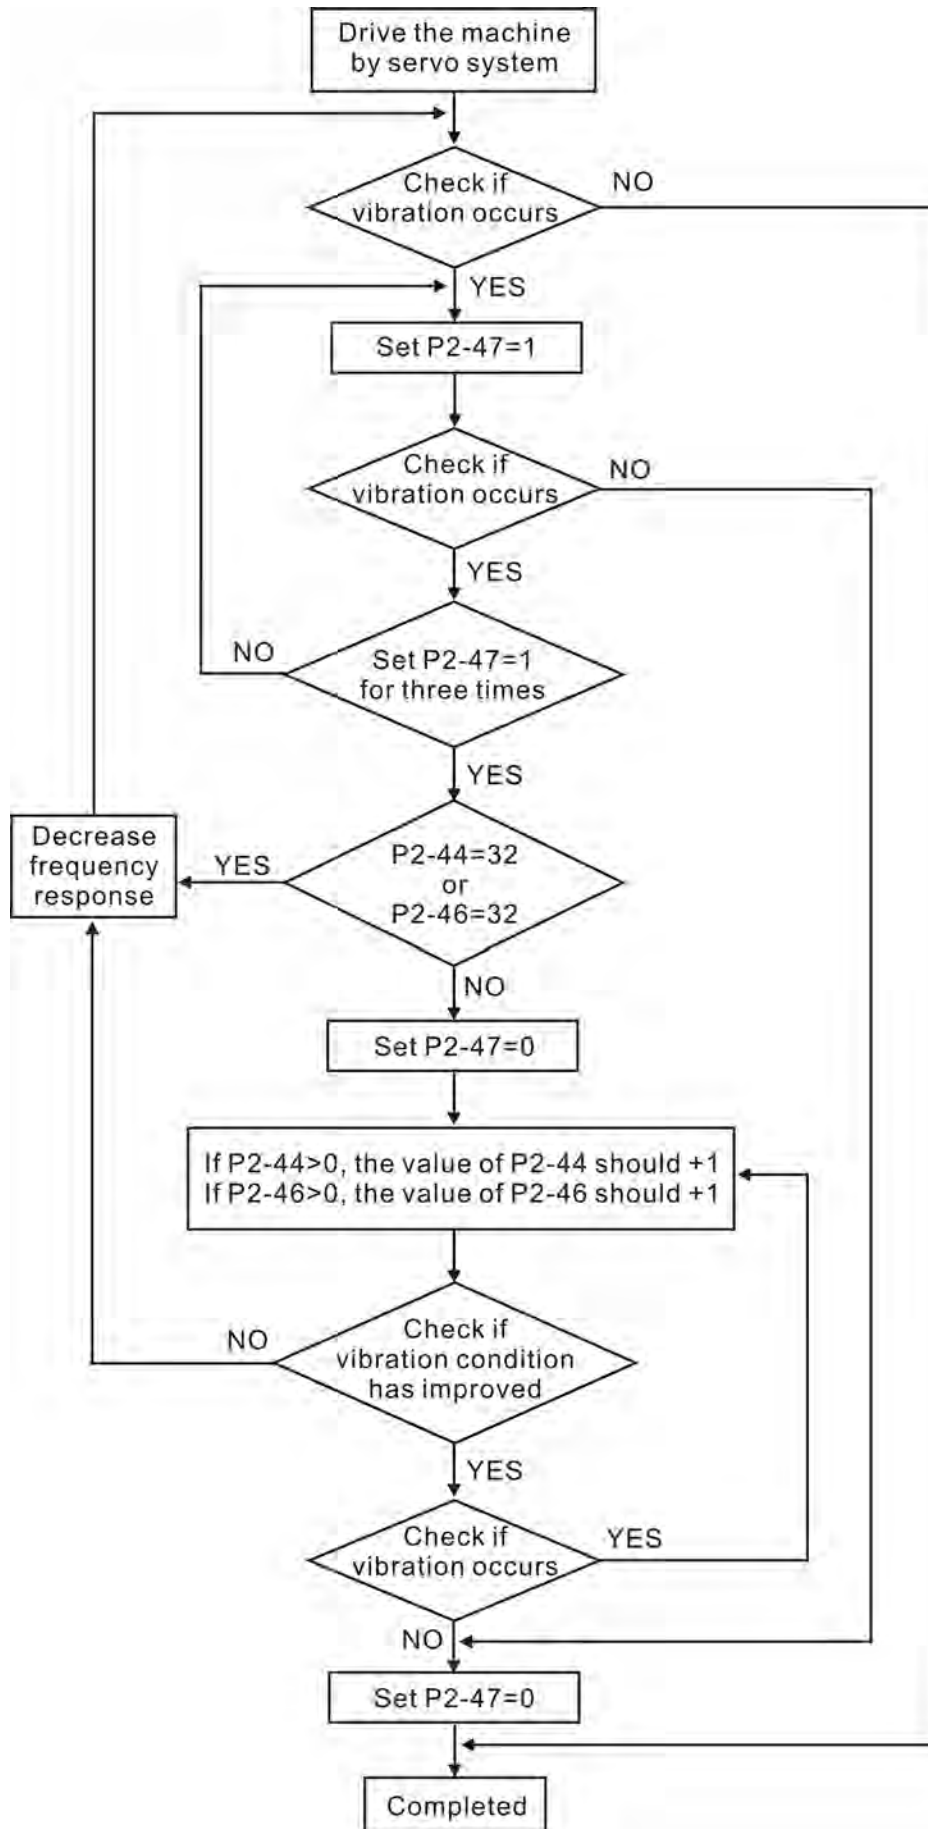 Drive the machine
by servo system
Check if
vibration occurs
NO
YES
Set P2-47=1
Check if
vibration occurs
NO
YES
Set P2-47=1
for three times
NO
YES
Decrease
frequency
response
YES
P2-44=32
or
P2-46=32
NO
Set P2-47=0
If P2-44>0, the value of P2-44 should +1
If P2-46>0, the value of P2-46 should +1
NO
Check if
vibration condition
has improved
YES
Check if
vibration occurs
YES
NO
Set P2-47=0
Completed